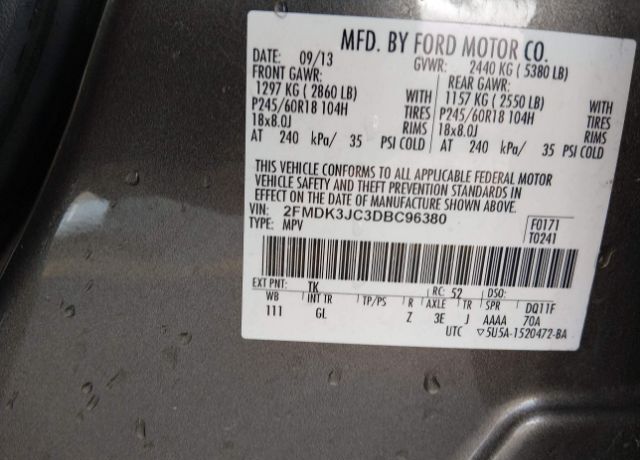 MFD. BY FORD MOTOR CO.
DATE: 09/13 GVWR: 2440 KG ( 5380 LB)
FRONT GAWR: REAR GAWR:
1297 KG ( 2860 LB) WITH 1157 KG ( 2550 LB) WITH
P245/60R18 104H TIRES P245/60R18 104H TIRES
18x8.0J RIMS 18x8.0J RIMS
AT 240 kPa/ 35 PSI COLD AT 240 kPa/ 35 PSI COLD
THIS VEHICLE CONFORMS TO ALL APPLICABLE FEDERAL MOTOR
VEHICLE SAFETY AND THEFT PREVENTION STANDARDS IN
EFFECT ON THE DATE OF MANUFACTURE SHOWN ABOVE.
VIN: 2FMDK3JC3DBC96380 F0171
TYPE: MPV T0241
EXT PNT: TK RC: 52 DSO:
WB INT TR TP/PS R AXLE TR SPR DQ11F
111 GL Z 3E J AAAA 70A
UTC ▽5U5A-1520472-BA